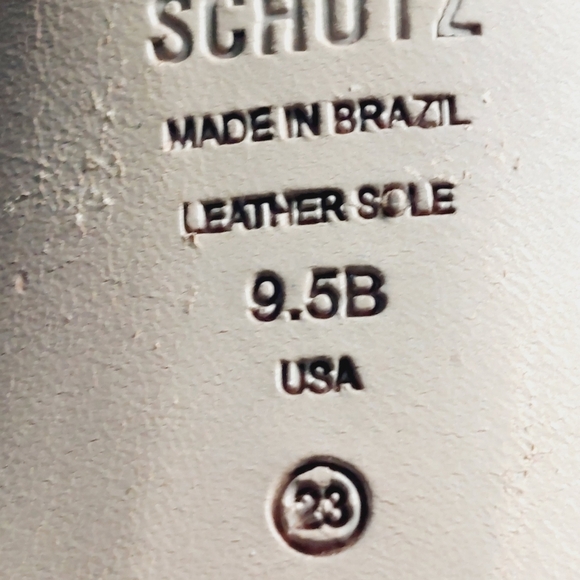 SCHUTZ
MADE IN BRAZIL
LEATHER SOLE
9.5B
USA
23